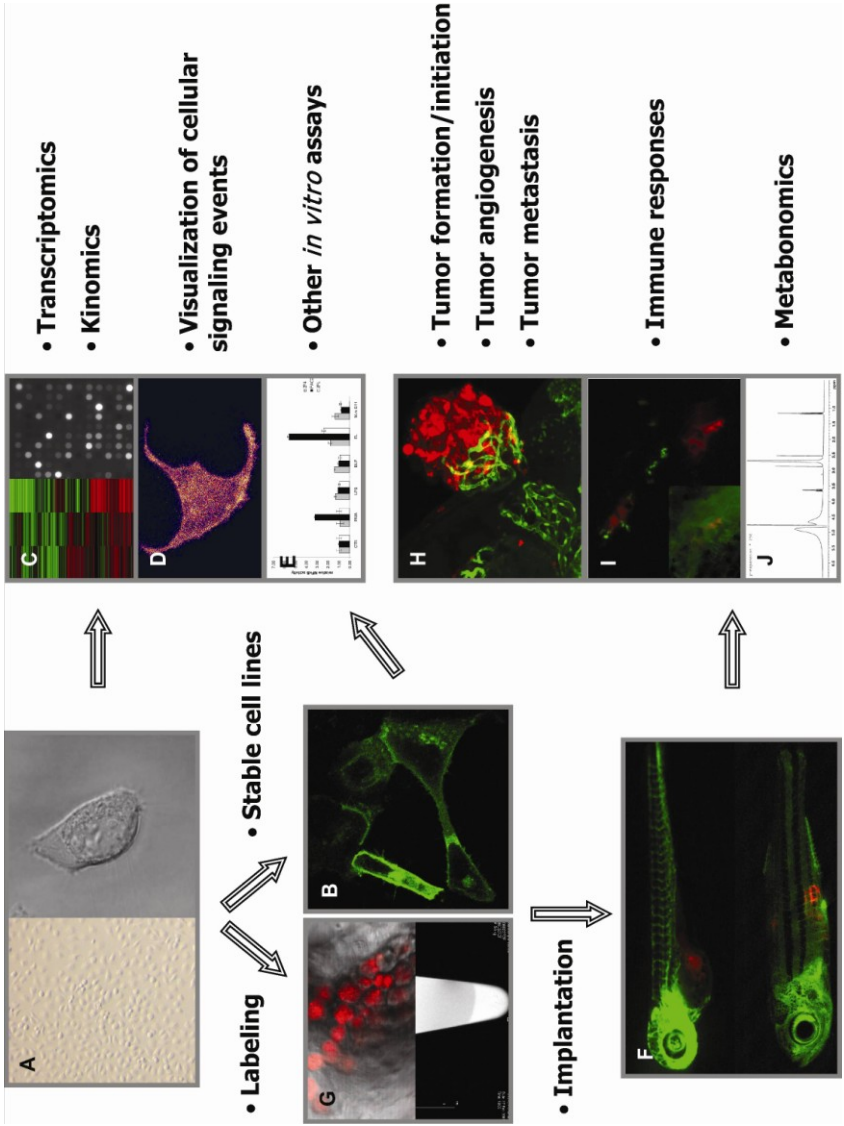 A
• Labeling
• Stable cell lines
G
B
• Implantation
F
C
• Transcriptomics
• Kinomics
D
• Visualization of cellular
signaling events
E
• Other in vitro assays
H
• Tumor formation/initiation
• Tumor angiogenesis
• Tumor metastasis
I
• Immune responses
J
• Metabonomics